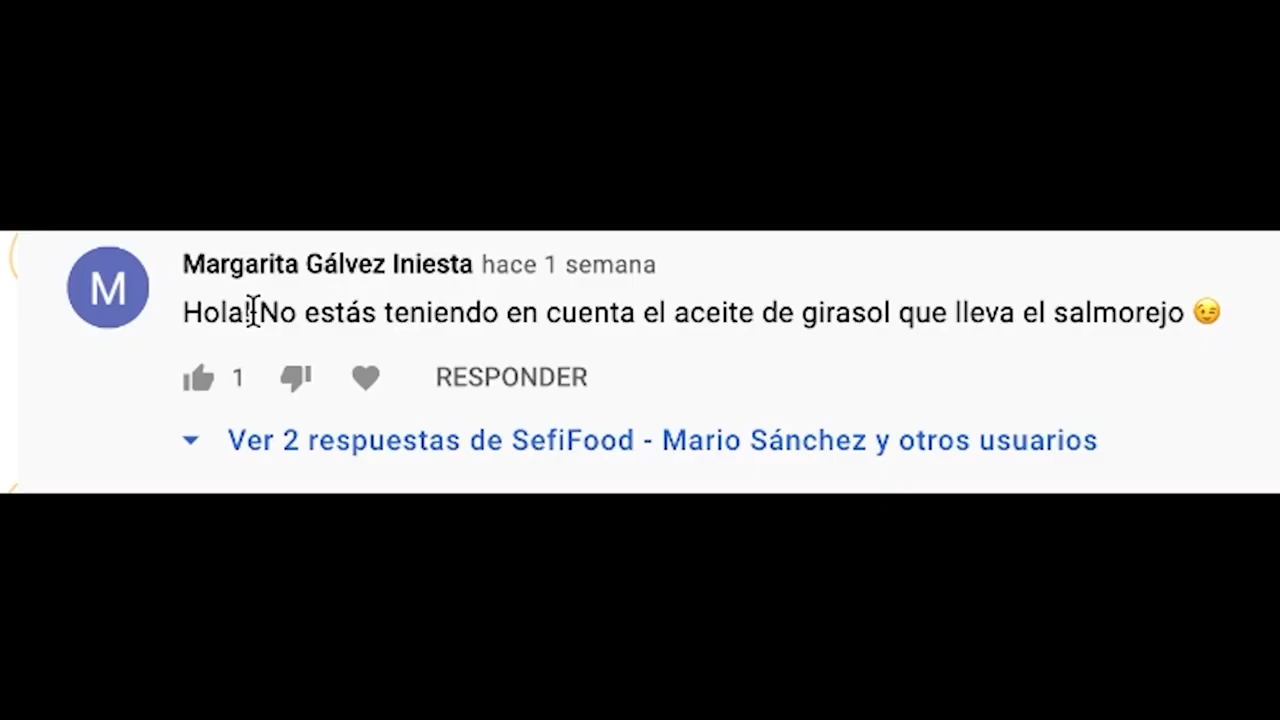 M
Margarita Gálvez Iniesta hace 1 semana
Hola! No estás teniendo en cuenta el aceite de girasol que lleva el salmorejo 😉
1 RESPONDER
Ver 2 respuestas de SefiFood - Mario Sánchez y otros usuarios